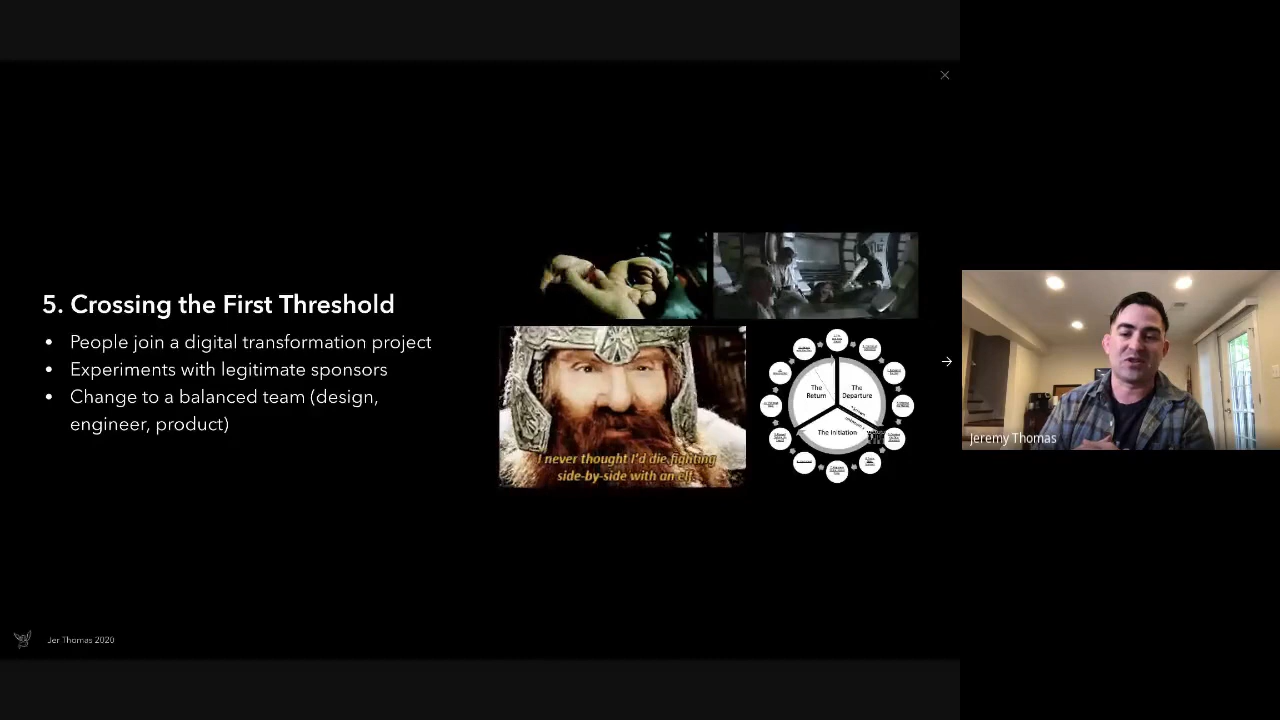 5. Crossing the First Threshold
• People join a digital transformation project
• Experiments with legitimate sponsors
• Change to a balanced team (design,
engineer, product)
I never thought I'd die fighting
side-by-side with an elf.
The
Return
The
Departure
The Initiation
Jeremy Thomas
Jer Thomas 2020